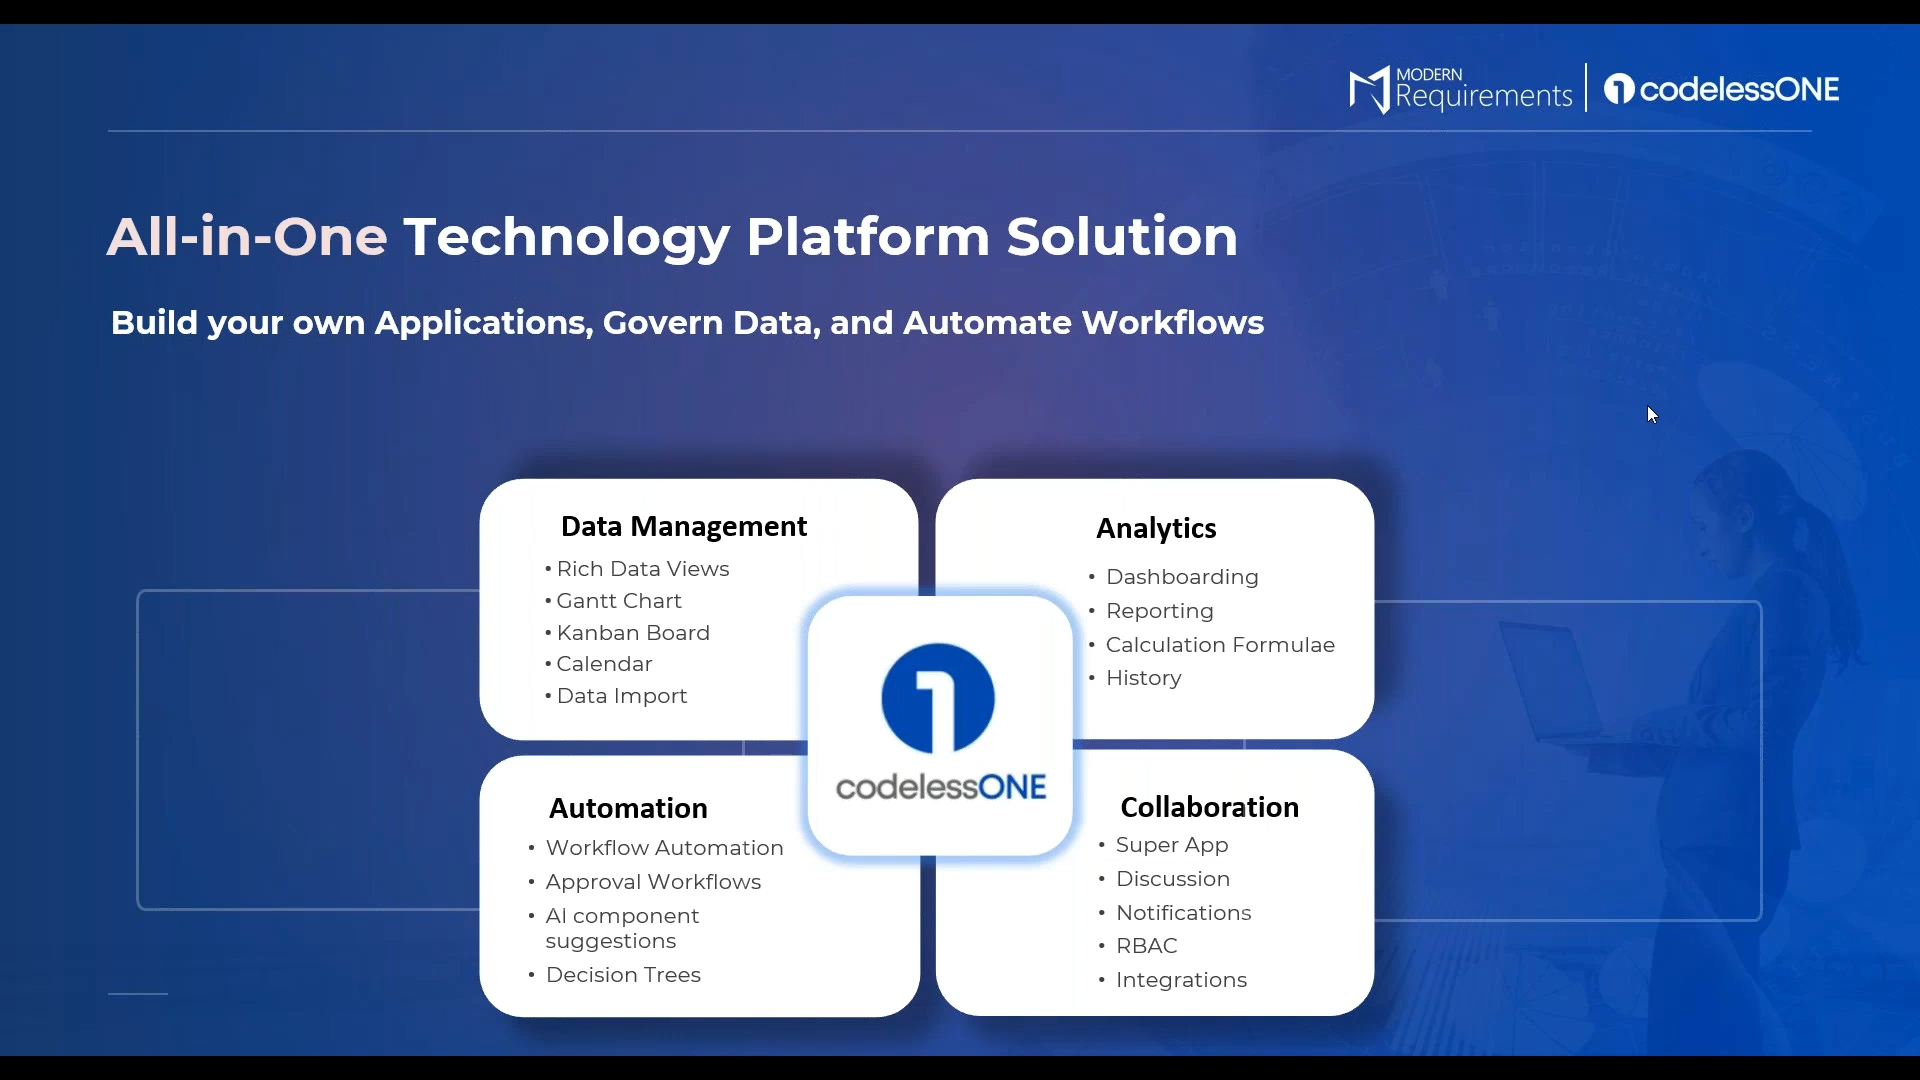 MODERN
Requirements
codelessONE
All-in-One Technology Platform Solution
Build your own Applications, Govern Data, and Automate Workflows
Data Management
• Rich Data Views
• Gantt Chart
• Kanban Board
• Calendar
• Data Import
Analytics
• Dashboarding
• Reporting
• Calculation Formulae
• History
codelessONE
Automation
• Workflow Automation
• Approval Workflows
• AI component
suggestions
• Decision Trees
Collaboration
• Super App
• Discussion
• Notifications
• RBAC
• Integrations